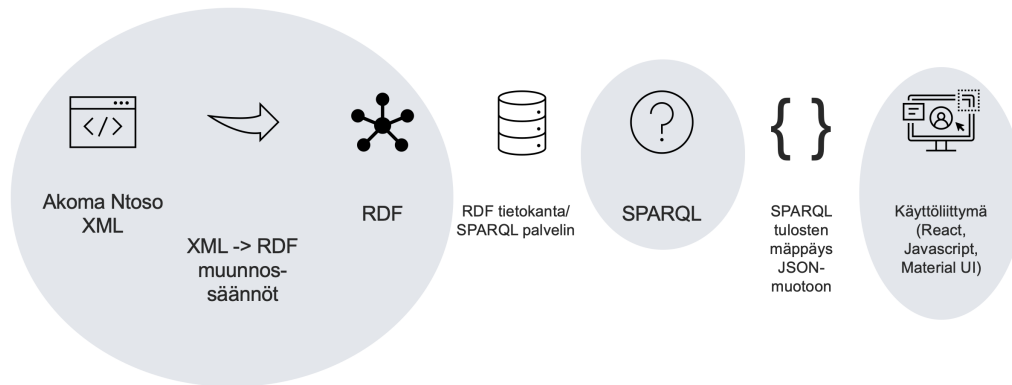 Akoma Ntoso
XML
XML -> RDF
muunnos-
säännöt
RDF
RDF tietokanta/
SPARQL palvelin
?
SPARQL
{ }
SPARQL
tulosten
mäppäys
JSON-
muotoon
Käyttöliittymä
(React,
Javascript,
Material UI)